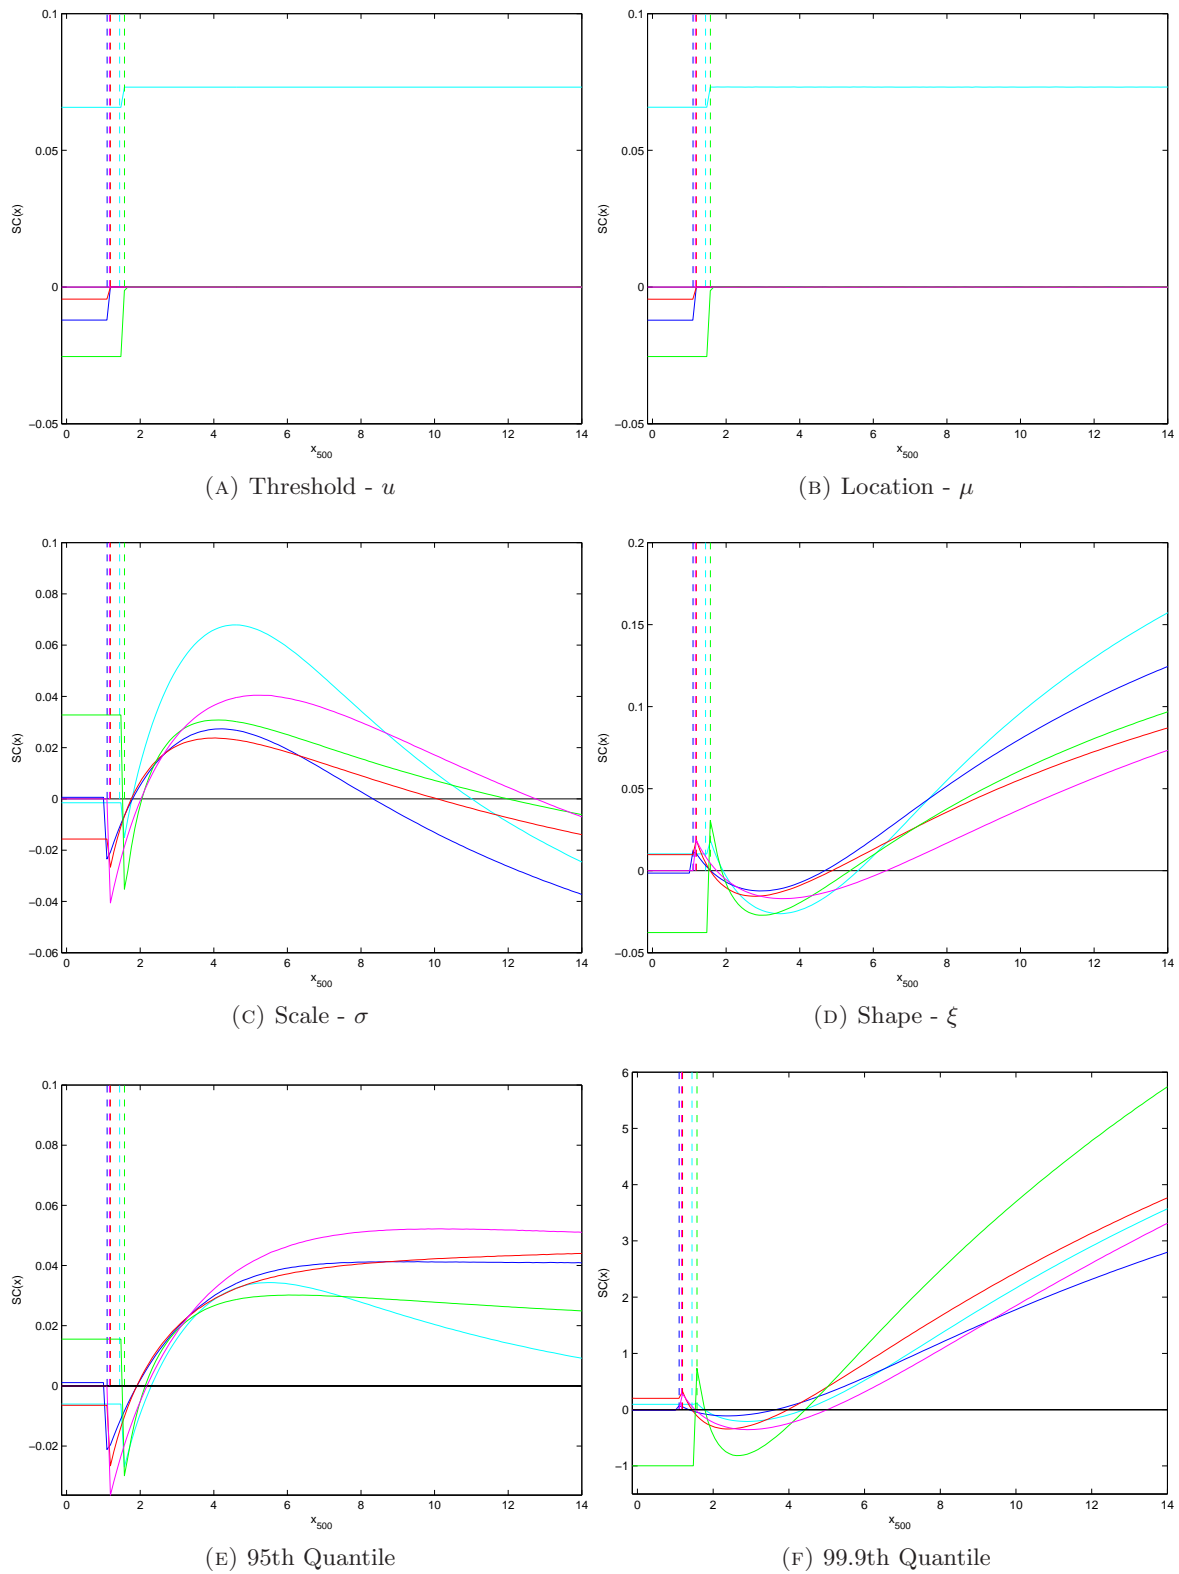 0.1
0.05
0
−0.05
SC(x)
0 2 4 6 8 10 12 14
x500
(A) Threshold - u
0.1
0.05
0
−0.05
SC(x)
0 2 4 6 8 10 12 14
x500
(B) Location - μ
0.1
0.08
0.06
0.04
0.02
0
−0.02
−0.04
−0.06
SC(x)
0 2 4 6 8 10 12 14
x500
(C) Scale - σ
0.2
0.15
0.1
0.05
0
−0.05
SC(x)
0 2 4 6 8 10 12 14
x500
(D) Shape - ξ
0.1
0.08
0.06
0.04
0.02
0
−0.02
SC(x)
0 2 4 6 8 10 12 14
x500
(E) 95th Quantile
6
5
4
3
2
1
0
−1
SC(x)
0 2 4 6 8 10 12 14
x500
(F) 99.9th Quantile